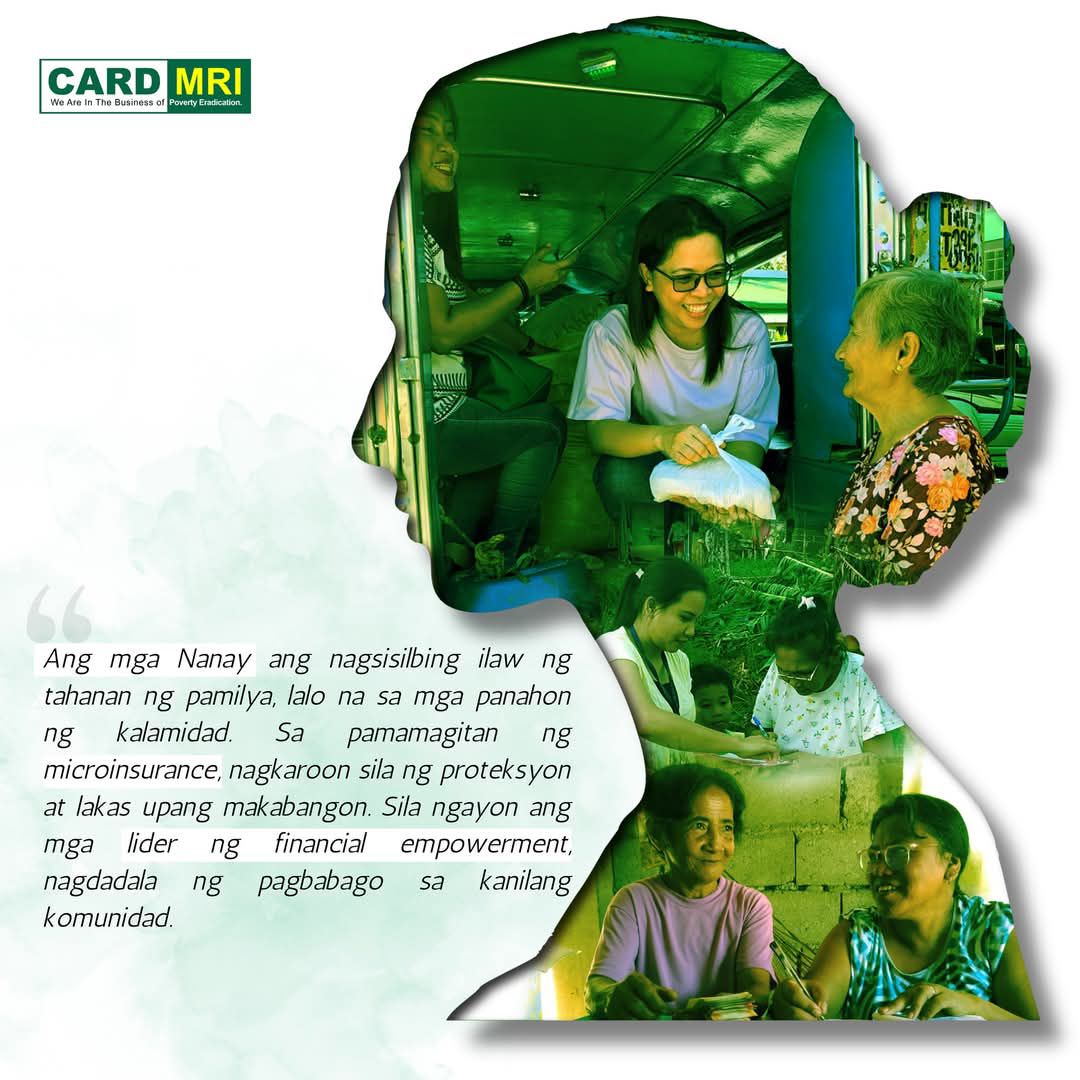 CARD MRI
We Are In The Business of Poverty Eradication.
“
Ang mga Nanay ang nagsisilbing ilaw ng
tahanan ng pamilya, lalo na sa mga panahon
ng kalamidad. Sa pamamagitan ng
microinsurance, nagkaroon sila ng proteksyon
at lakas upang makabangon. Sila ngayon ang
mga lider ng financial empowerment,
nagdadala ng pagbabago sa kanilang
komunidad.